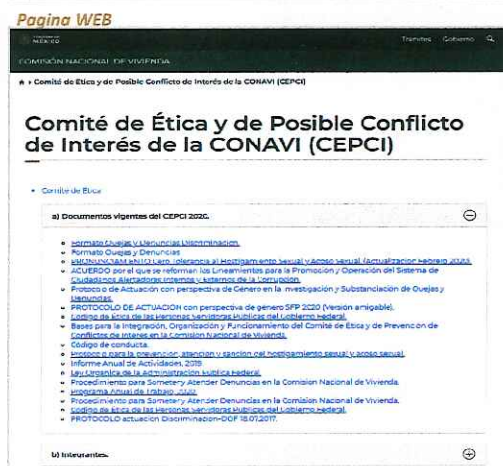 Pagina WEB
GOBIERNO DE
MÉXICO
Trámites Gobierno
COMISIÓN NACIONAL DE VIVIENDA
> Comité de Ética y de Posible Conflicto de Interés de la CONAVI (CEPCI)
Comité de Ética y de Posible Conflicto
de Interés de la CONAVI (CEPCI)
Comite de Etica
a) Documentos vigentes del CEPCI 2020.
Formato Quejas y Denuncias Discriminacion.
Formato Quejas y Denuncias
PRONUNCIAMIENTO Cero Tolerancia al Hostigamiento Sexual y Acoso Sexual. (Actualización Febrero 2020).
ACUERDO por el que se reforman los Lineamientos para la Promoción y Operación del Sistema de
Ciudadanos Alertadores Internos y Externos de la Corrupción.
Protocolo de Actuación con perspectiva de Género en la Investigación y Substanciación de Quejas y
Denuncias.
PROTOCOLO DE ACTUACION con perspectiva de género SFP 2020 (Versión amigable).
Código de Ética de las Personas Servidoras Públicas del Gobierno Federal.
Bases para la Integración, Organización y Funcionamiento del Comité de Ética y de Prevención de
Conflictos de Interés en la Comisión Nacional de Vivienda.
Código de conducta.
Protocolo para la prevención, atención y sanción del hostigamiento sexual y acoso sexual.
Informe Anual de Actividades, 2019.
Ley Orgánica de la Administración Pública Federal.
Procedimiento para Someter y Atender Denuncias en la Comision Nacional de Vivienda.
Programa Anual de Trabajo, 2020.
Procedimiento para Someter y Atender Denuncias en la Comision Nacional de Vivienda.
Código de Ética de las Personas Servidoras Públicas del Gobierno Federal.
PROTOCOLO actuacion Discriminacion-DOF 18.07.2017.
b) Integrantes.